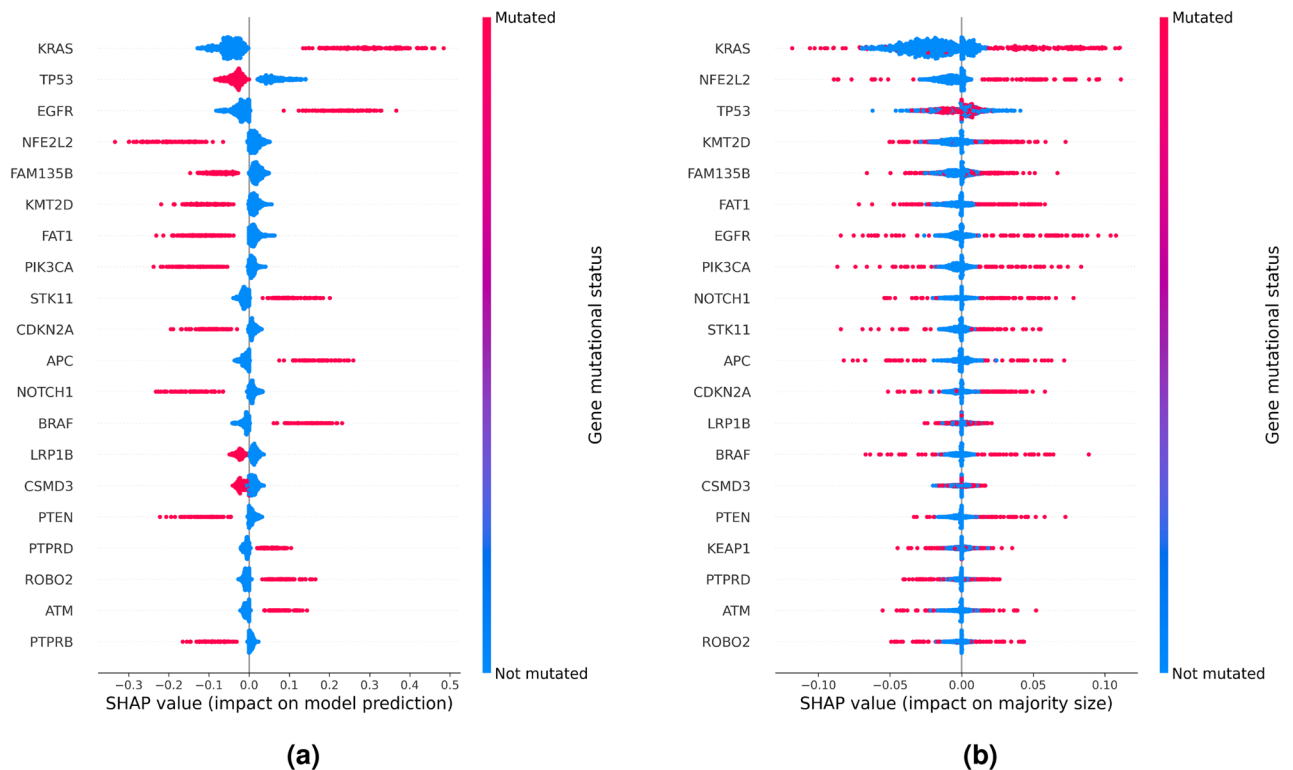 Mutated
KRAS
TP53
EGFR
NFE2L2
FAM135B
KMT2D
FAT1
PIK3CA
STK11
CDKN2A
APC
NOTCH1
BRAF
LRP1B
CSMD3
PTEN
PTPRD
ROBO2
ATM
PTPRB
Gene mutational status
Not mutated
−0.3 −0.2 −0.1 0.0 0.1 0.2 0.3 0.4 0.5
SHAP value (impact on model prediction)
(a)
Mutated
KRAS
NFE2L2
TP53
KMT2D
FAM135B
FAT1
EGFR
PIK3CA
NOTCH1
STK11
APC
CDKN2A
LRP1B
BRAF
CSMD3
PTEN
KEAP1
PTPRD
ATM
ROBO2
Gene mutational status
Not mutated
−0.10 −0.05 0.00 0.05 0.10
SHAP value (impact on majority size)
(b)